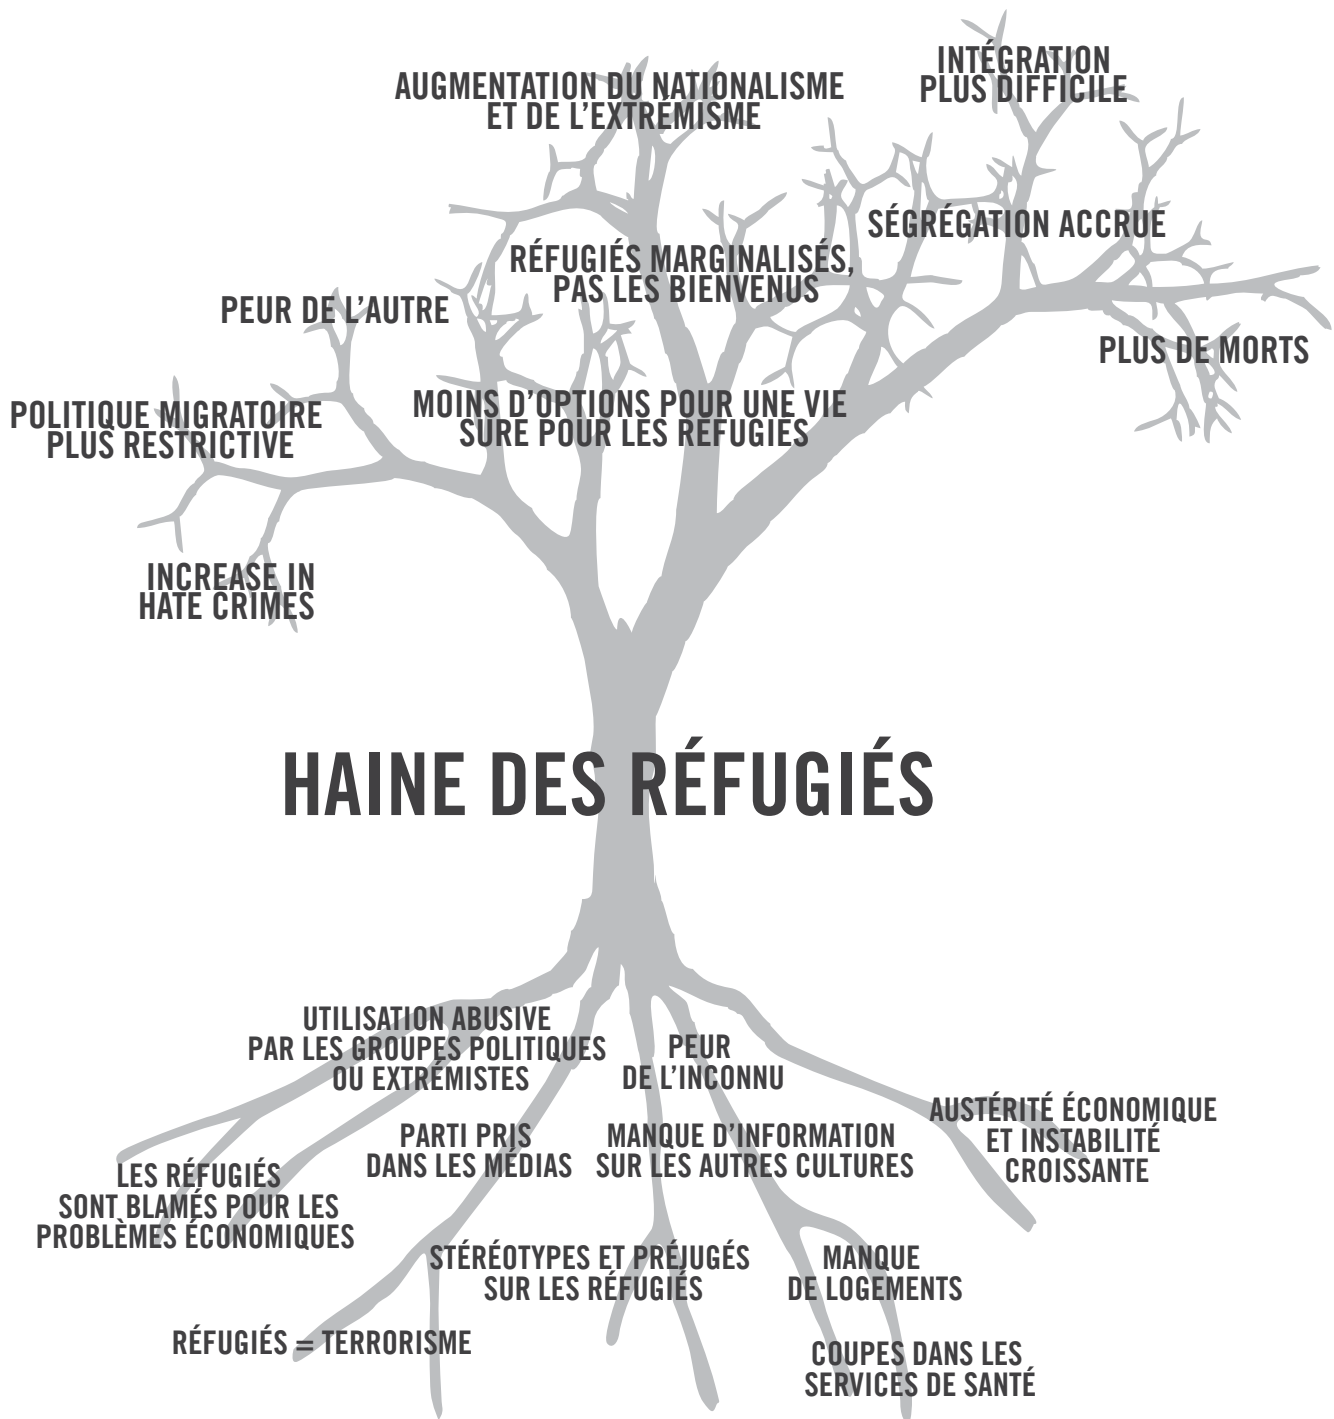 INTÉGRATION
PLUS DIFFICILE
AUGMENTATION DU NATIONALISME
ET DE L'EXTRÉMISME
SÉGRÉGATION ACCRUE
RÉFUGIÉS MARGINALISÉS,
PAS LES BIENVENUS
PEUR DE L'AUTRE
PLUS DE MORTS
MOINS D'OPTIONS POUR UNE VIE
SURE POUR LES REFUGIES
POLITIQUE MIGRATOIRE
PLUS RESTRICTIVE
INCREASE IN
HATE CRIMES
HAINE DES RÉFUGIÉS
UTILISATION ABUSIVE
PAR LES GROUPES POLITIQUES
OU EXTRÉMISTES
PEUR
DE L'INCONNU
AUSTÉRITÉ ÉCONOMIQUE
ET INSTABILITÉ
CROISSANTE
PARTI PRIS
DANS LES MÉDIAS
MANQUE D'INFORMATION
SUR LES AUTRES CULTURES
LES RÉFUGIÉS
SONT BLAMÉS POUR LES
PROBLÈMES ÉCONOMIQUES
STÉRÉOTYPES ET PRÉJUGÉS
SUR LES RÉFUGIÉS
MANQUE
DE LOGEMENTS
RÉFUGIÉS = TERRORISME
COUPES DANS LES
SERVICES DE SANTÉ